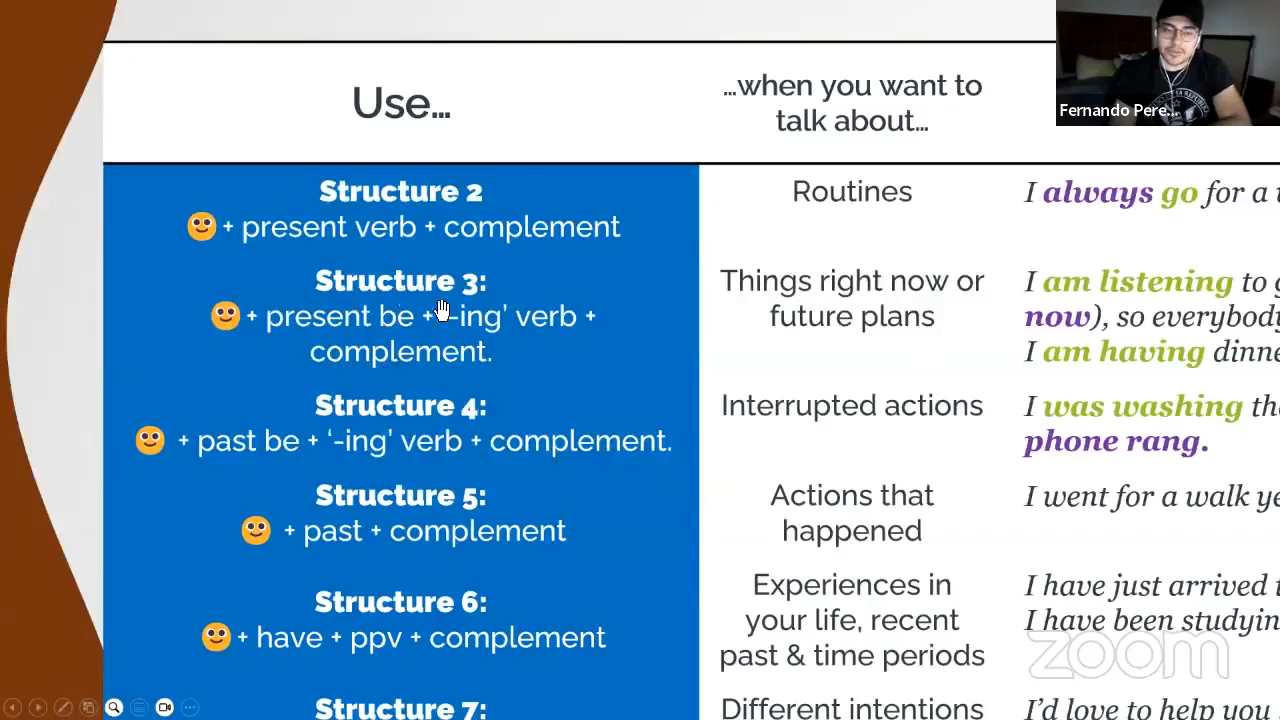 Use...
...when you want to
talk about...
Fernando Pere...
Structure 2
+ present verb + complement
Routines
I always go for a
Structure 3:
+ present be + '-ing' verb +
complement.
Things right now or
future plans
I am listening to
now), so everybody
I am having dinne
Structure 4:
+ past be + '-ing' verb + complement.
Interrupted actions
I was washing the
phone rang.
Structure 5:
+ past + complement
Actions that
happened
I went for a walk ye
Structure 6:
+ have + ppv + complement
Experiences in
your life, recent
past & time periods
I have just arrived
I have been studyin
zoom
Structure 7:
Different intentions
I'd love to help you